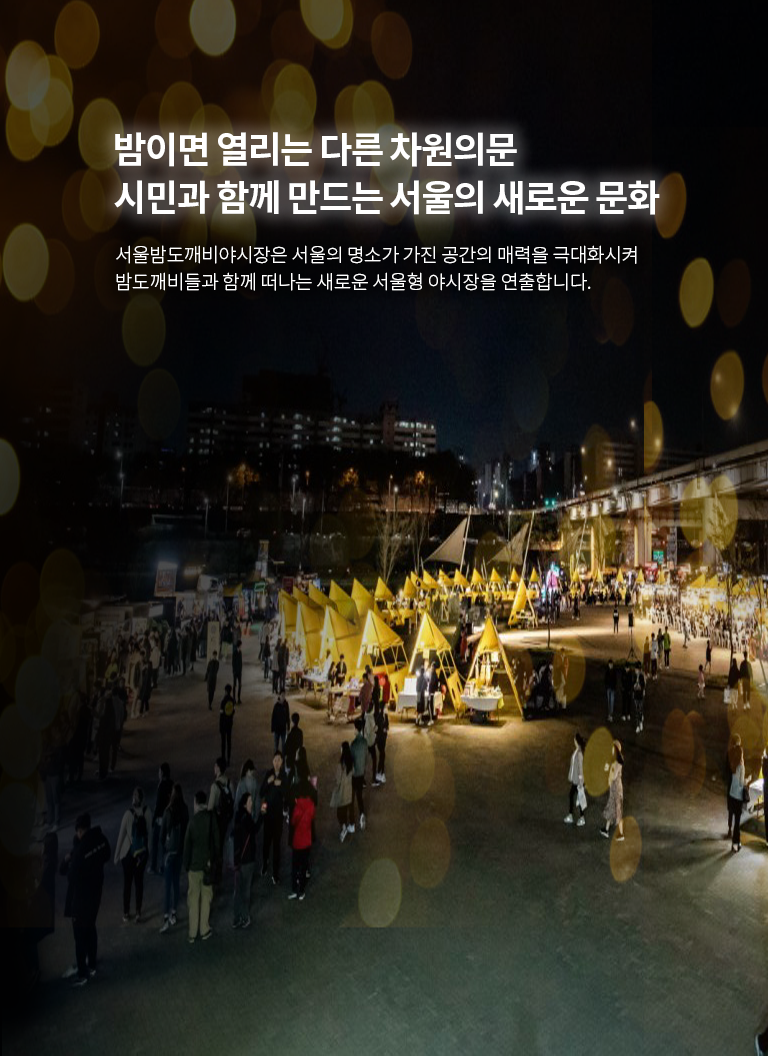 밤이면 열리는 다른 차원의문
시민과 함께 만드는 서울의 새로운 문화
서울밤도깨비야시장은 서울의 명소가 가진 공간의 매력을 극대화시켜
밤도깨비들과 함께 떠나는 새로운 서울형 야시장을 연출합니다.